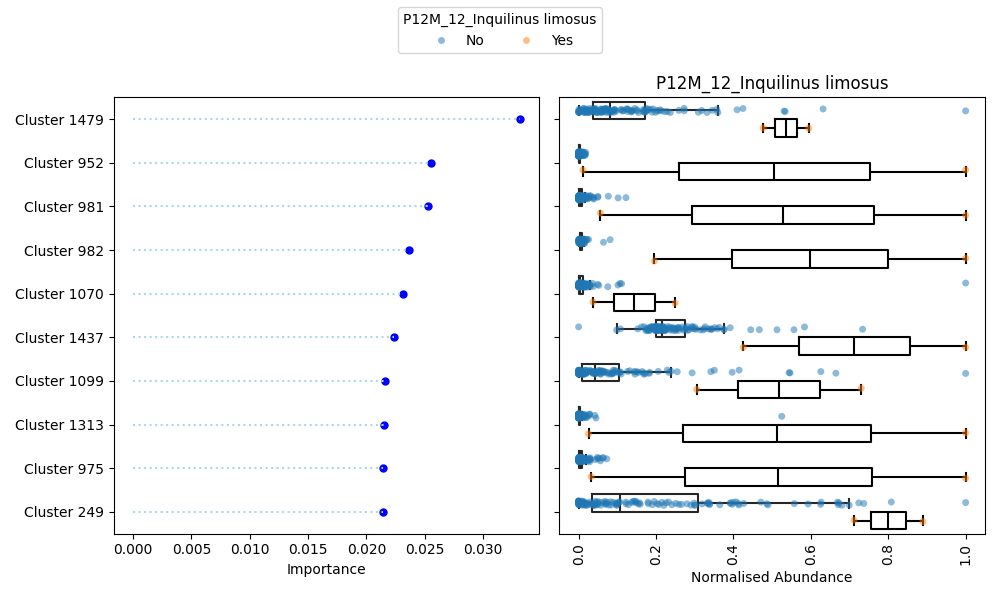 P12M_12_Inquilinus limosus
No Yes
P12M_12_Inquilinus limosus
Cluster 1479
Cluster 952
Cluster 981
Cluster 982
Cluster 1070
Cluster 1437
Cluster 1099
Cluster 1313
Cluster 975
Cluster 249
0.000 0.005 0.010 0.015 0.020 0.025 0.030
Importance
0.0 0.2 0.4 0.6 0.8 1.0
Normalised Abundance